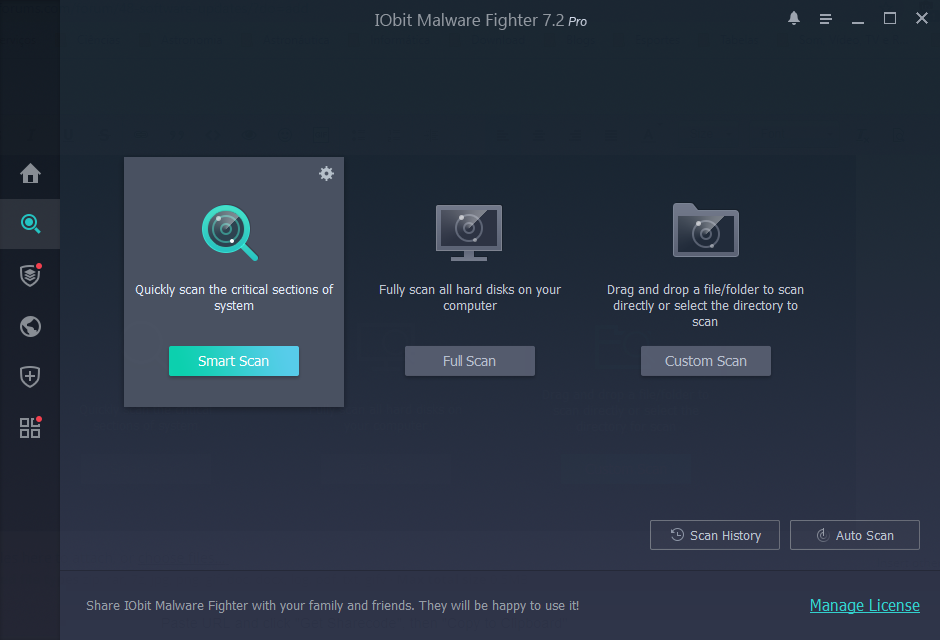 IObit Malware Fighter 7.2 Pro
Quickly scan the critical sections of
system
Smart Scan
Fully scan all hard disks on your
computer
Full Scan
Drag and drop a file/folder to scan
directly or select the directory to
scan
Custom Scan
Scan History
Auto Scan
Share IObit Malware Fighter with your family and friends. They will be happy to use it!
Manage License